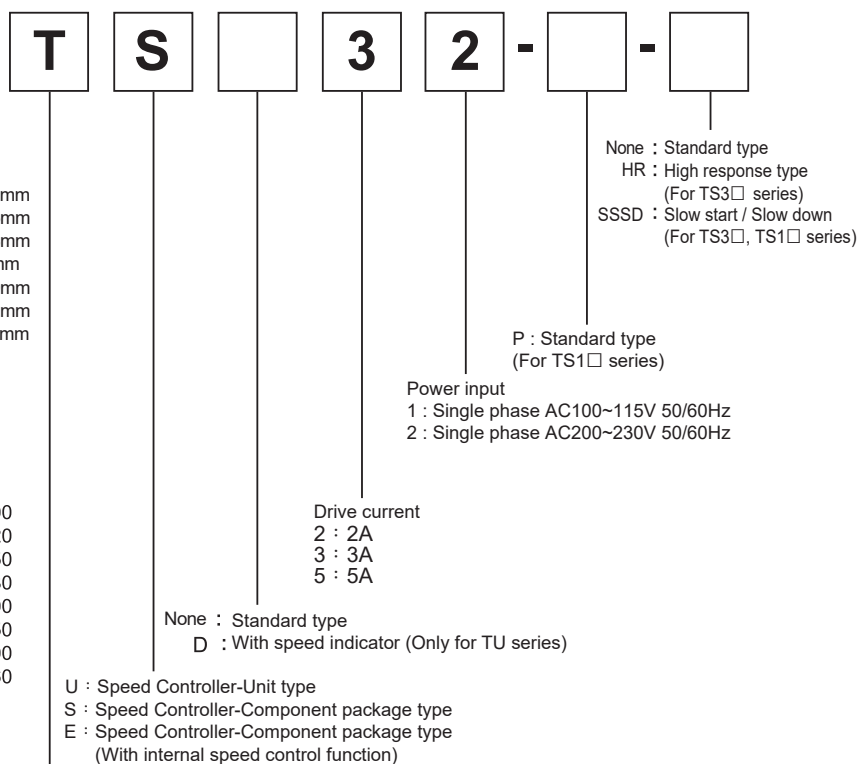 T S 3 2 - -
None : Standard type
HR : High response type
(For TS3□ series)
SSSD : Slow start / Slow down
(For TS3□, TS1□ series)
mm
mm
mm
mm
mm
mm
P : Standard type
(For TS1□ series)
Power input
1 : Single phase AC100~115V 50/60Hz
2 : Single phase AC200~230V 50/60Hz
Drive current
2 : 2A
3 : 3A
5 : 5A
None : Standard type
D : With speed indicator (Only for TU series)
U : Speed Controller-Unit type
S : Speed Controller-Component package type
E : Speed Controller-Component package type
(With internal speed control function)